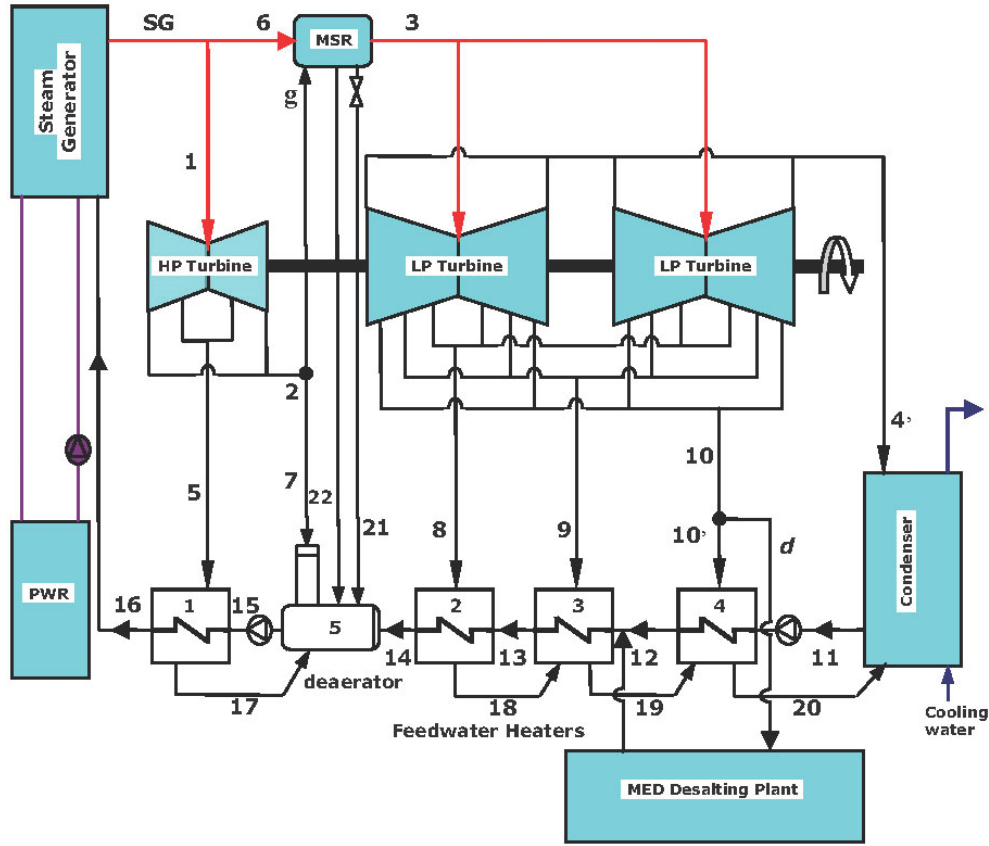 SG
6
MSR
3
Steam
Generator
g
1
HP Turbine
LP Turbine
LP Turbine
2
4,
5
7
22
21
8
9
10
10,
d
Condenser
PWR
16
1
15
5
14
2
13
3
12
4
11
deaerator
17
18
19
20
Feedwater Heaters
Cooling
water
MED Desalting Plant